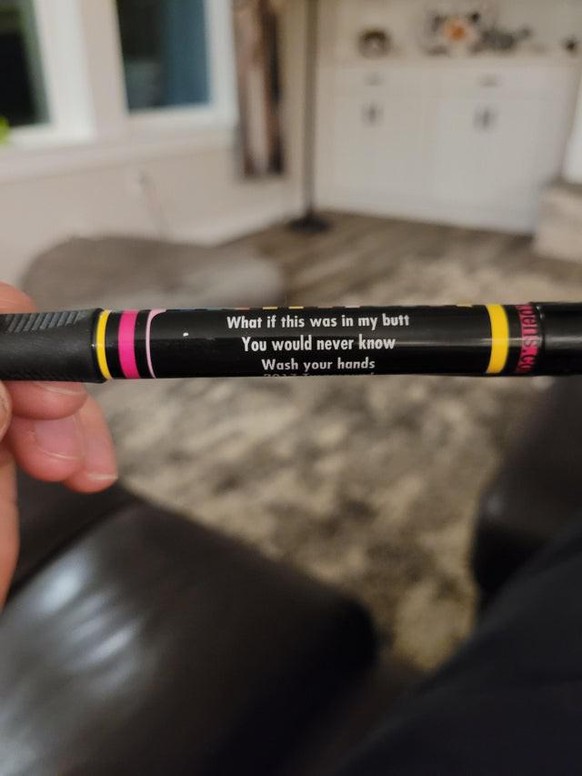 What if this was in my butt
You would never know
Wash your hands